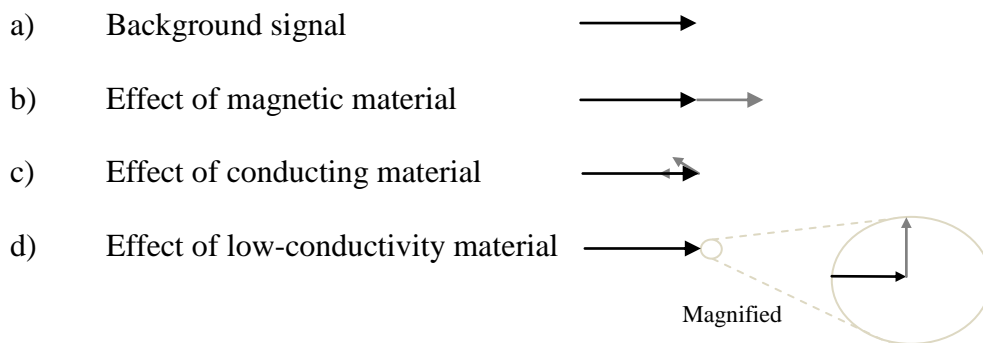 a) Background signal
b) Effect of magnetic material
c) Effect of conducting material
d) Effect of low-conductivity material
Magnified